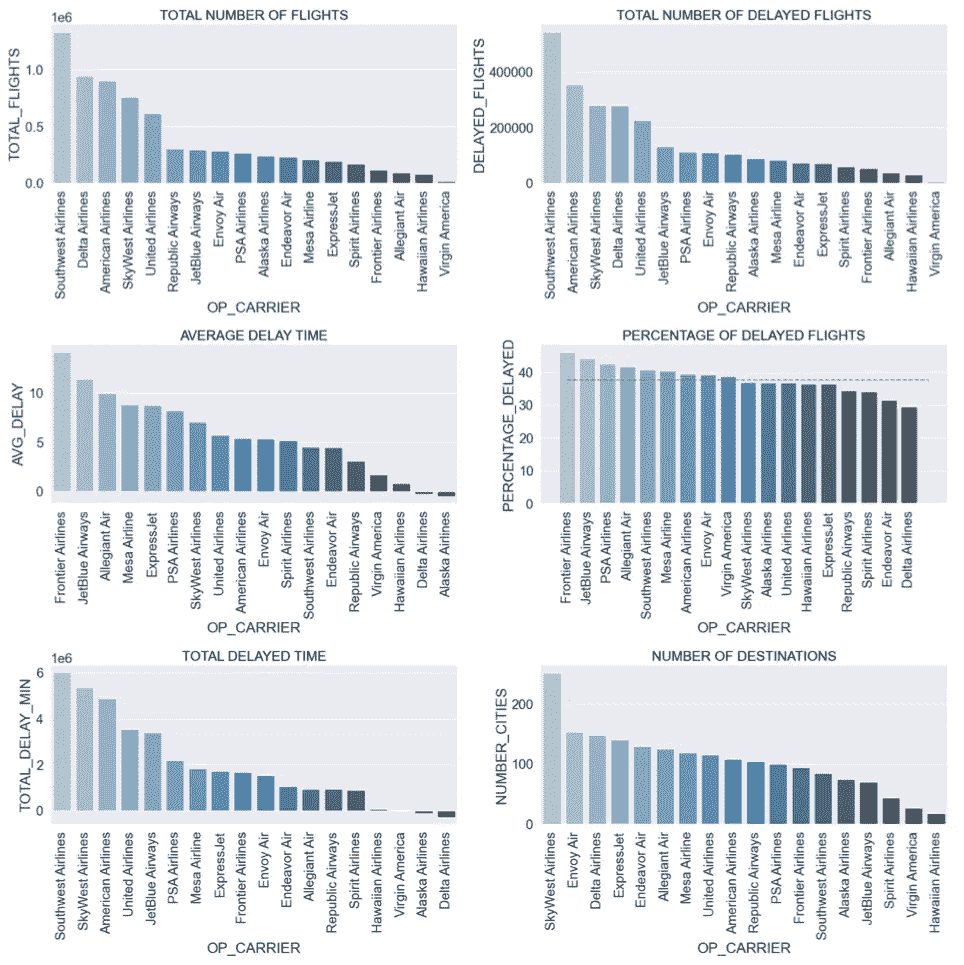 TOTAL NUMBER OF FLIGHTS
1e6
TOTAL_FLIGHTS
1.0
0.5
0.0
Southwest Airlines
Delta Airlines
American Airlines
SkyWest Airlines
United Airlines
Republic Airways
JetBlue Airways
Envoy Air
PSA Airlines
Alaska Airlines
Endeavor Air
Mesa Airline
ExpressJet
Spirit Airlines
Frontier Airlines
Allegiant Air
Hawaiian Airlines
Virgin America
OP_CARRIER
TOTAL NUMBER OF DELAYED FLIGHTS
DELAYED_FLIGHTS
400000
200000
0
Southwest Airlines
American Airlines
SkyWest Airlines
Delta Airlines
United Airlines
JetBlue Airways
PSA Airlines
Envoy Air
Republic Airways
Alaska Airlines
Mesa Airline
Endeavor Air
ExpressJet
Spirit Airlines
Frontier Airlines
Allegiant Air
Hawaiian Airlines
Virgin America
OP_CARRIER
AVERAGE DELAY TIME
AVG_DELAY
10
5
0
Frontier Airlines
JetBlue Airways
Allegiant Air
Mesa Airline
ExpressJet
PSA Airlines
SkyWest Airlines
United Airlines
American Airlines
Envoy Air
Spirit Airlines
Southwest Airlines
Endeavor Air
Republic Airways
Virgin America
Hawaiian Airlines
Delta Airlines
Alaska Airlines
OP_CARRIER
PERCENTAGE OF DELAYED FLIGHTS
PERCENTAGE_DELAYED
40
30
20
10
0
Frontier Airlines
JetBlue Airways
PSA Airlines
Allegiant Air
Southwest Airlines
Mesa Airline
American Airlines
Envoy Air
Virgin America
SkyWest Airlines
Alaska Airlines
United Airlines
Hawaiian Airlines
ExpressJet
Republic Airways
Spirit Airlines
Endeavor Air
Delta Airlines
OP_CARRIER
TOTAL DELAYED TIME
1e6
TOTAL_DELAY_MIN
6
4
2
0
Southwest Airlines
SkyWest Airlines
American Airlines
United Airlines
JetBlue Airways
PSA Airlines
Mesa Airline
ExpressJet
Frontier Airlines
Envoy Air
Endeavor Air
Allegiant Air
Republic Airways
Spirit Airlines
Hawaiian Airlines
Virgin America
Alaska Airlines
Delta Airlines
OP_CARRIER
NUMBER OF DESTINATIONS
NUMBER_CITIES
200
100
0
SkyWest Airlines
Envoy Air
Delta Airlines
ExpressJet
Endeavor Air
Allegiant Air
Mesa Airline
United Airlines
American Airlines
Republic Airways
PSA Airlines
Frontier Airlines
Southwest Airlines
Alaska Airlines
JetBlue Airways
Spirit Airlines
Virgin America
Hawaiian Airlines
OP_CARRIER